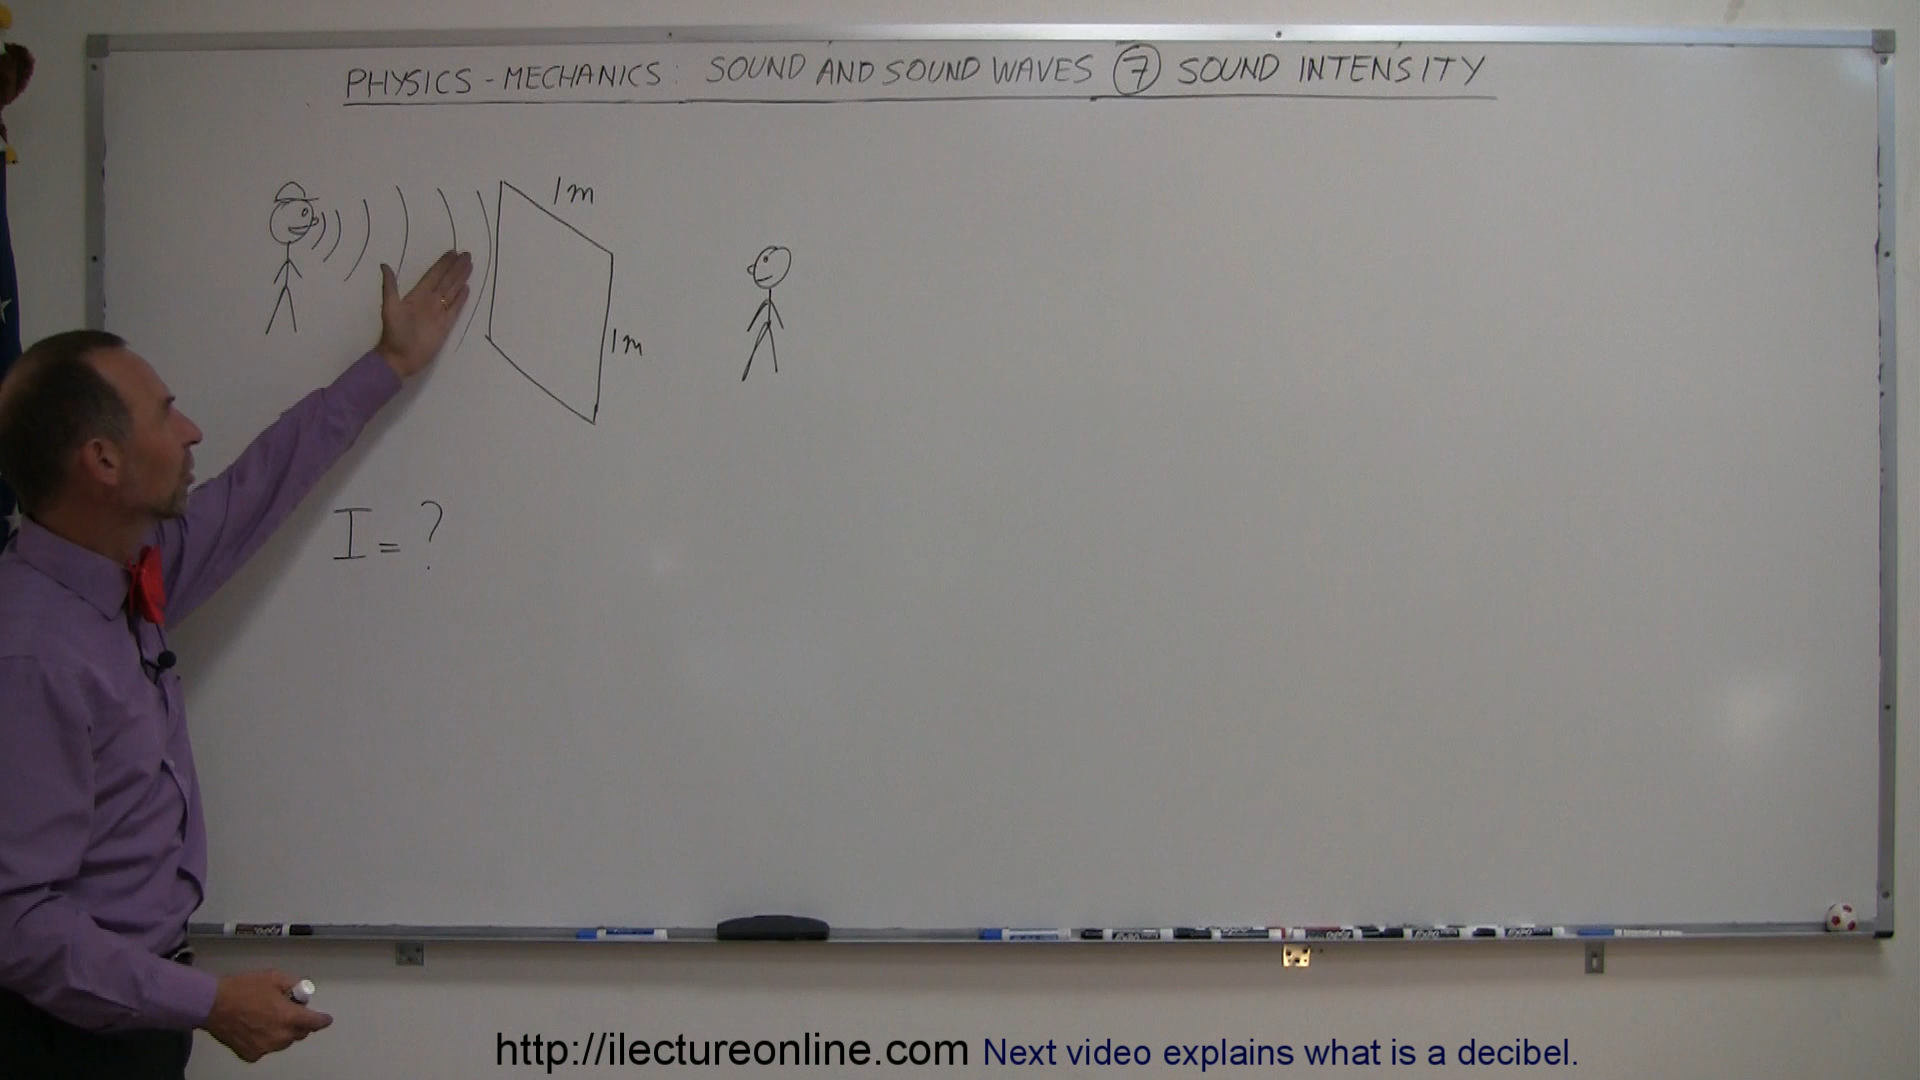 PHYSICS - MECHANICS: SOUND AND SOUND WAVES 7 SOUND INTENSITY
1m
1m
I = ?
http://ilectureonline.com Next video explains what is a decibel.